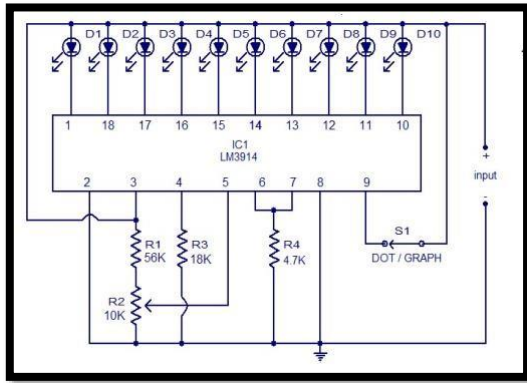 D1 D2 D3 D4 D5 D6 D7 D8 D9 D10
1 18 17 16 15 14 13 12 11 10
IC1
LM3914
2 3 4 5 6 7 8 9
+
input
-
S1
DOT / GRAPH
R1
56K
R3
18K
R4
4.7K
R2
10K